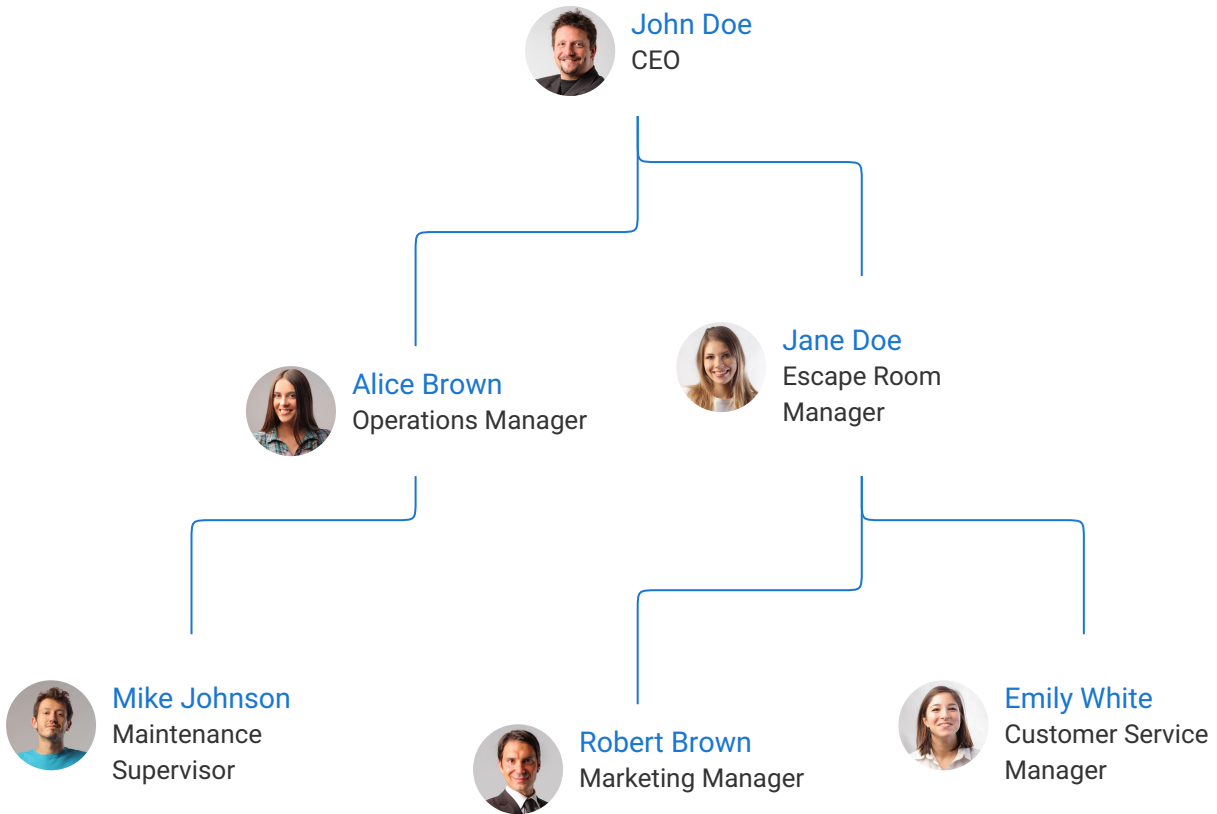 John Doe
CEO
Alice Brown
Operations Manager
Jane Doe
Escape Room
Manager
Mike Johnson
Maintenance
Supervisor
Robert Brown
Marketing Manager
Emily White
Customer Service
Manager